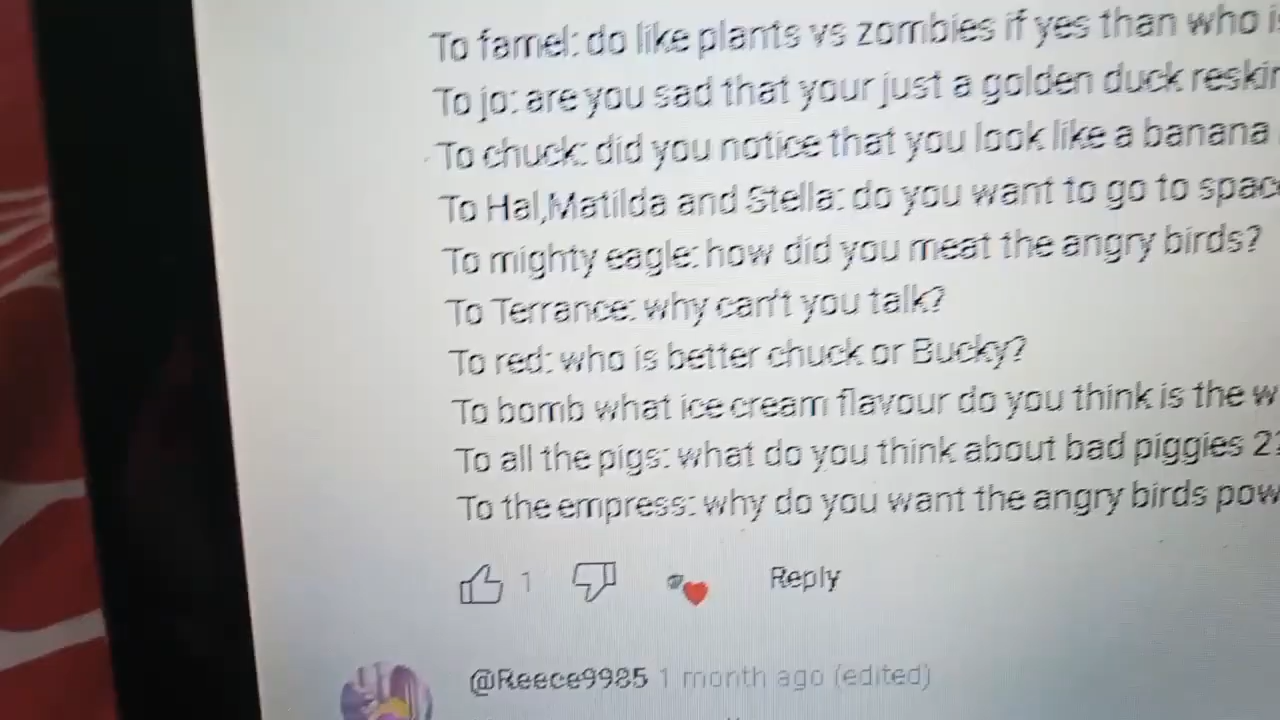 To famel: do like plants vs zombies if yes than who
To jo: are you sad that your just a golden duck
To chuck: did you notice that you look like a banana
To Hal,Matilda and Stella: do you want to go to
To mighty eagle: how did you meat the angry birds?
To Terrance: why can't you talk?
To red: who is better chuck or Bucky?
To bomb what ice cream flavour do you think is the
To all the pigs: what do you think about bad piggies 2?
To the empress: why do you want the angry birds
1 Reply
@Reece9985 1 month ago (edited)